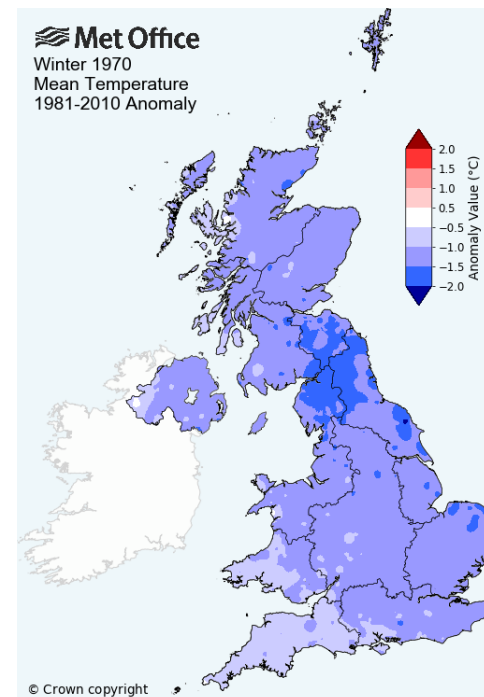 Met Office
Winter 1970
Mean Temperature
1981-2010 Anomaly
2.0
1.5
1.0
0.5
−0.5
−1.0
−1.5
−2.0
Anomaly Value (°C)
© Crown copyright